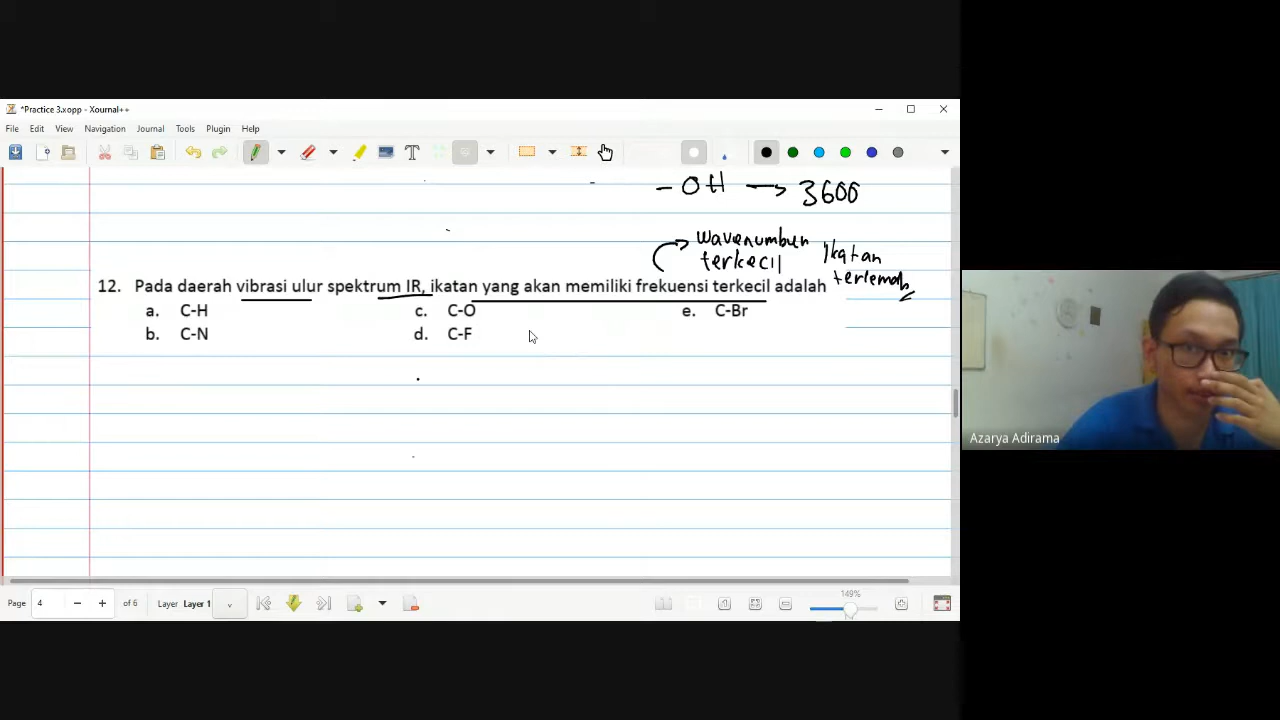 *Practice 3.xopp - Xournal++
File Edit View Navigation Journal Tools Plugin Help
-OH → 3600
wavenumber
terkecil
Ikatan
terlemah
12. Pada daerah vibrasi ulur spektrum IR, ikatan yang akan memiliki frekuensi terkecil adalah
a. C-H c. C-O e. C-Br
b. C-N d. C-F
Azarya Adirama
Page 4 of 6 Layer Layer 1 149%